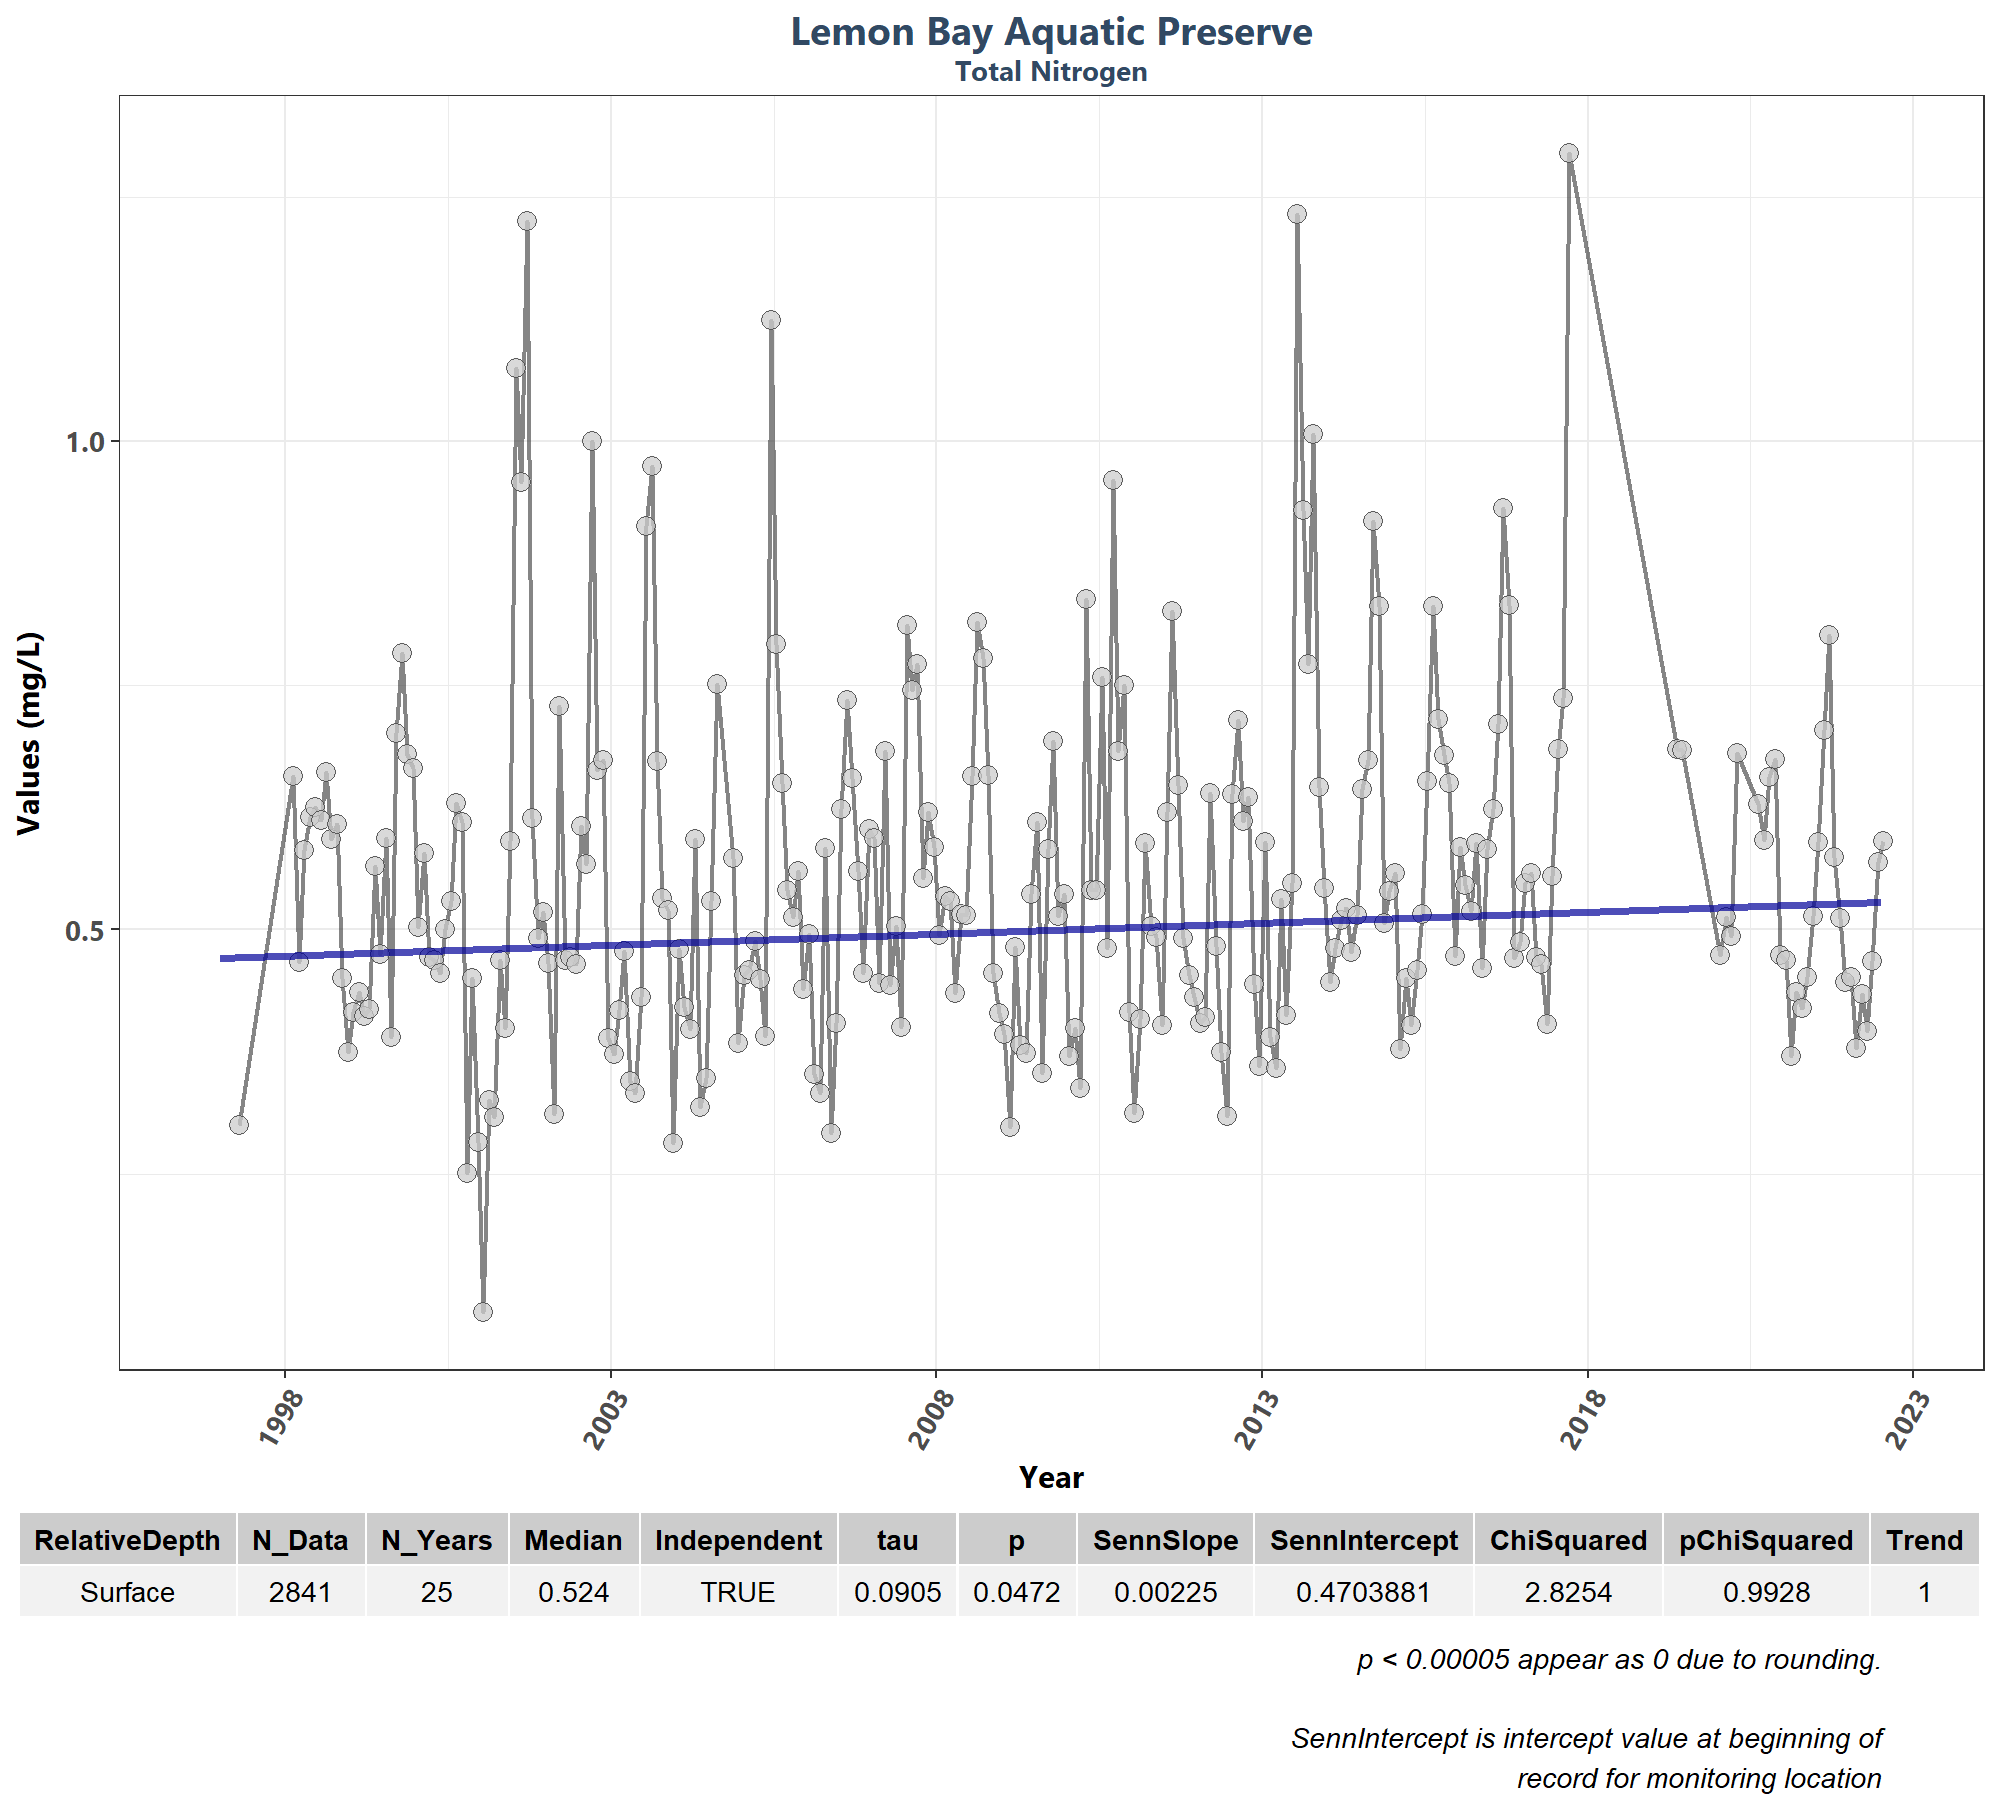 Lemon Bay Aquatic Preserve
Total Nitrogen
Values (mg/L)
1.0
0.5
1998 2003 2008 2013 2018 2023
Year
RelativeDepth N_Data N_Years Median Independent tau p SennSlope SennIntercept ChiSquared pChiSquared Trend
Surface 2841 25 0.524 TRUE 0.0905 0.0472 0.00225 0.4703881 2.8254 0.9928 1
p < 0.00005 appear as 0 due to rounding.
SennIntercept is intercept value at beginning of
record for monitoring location